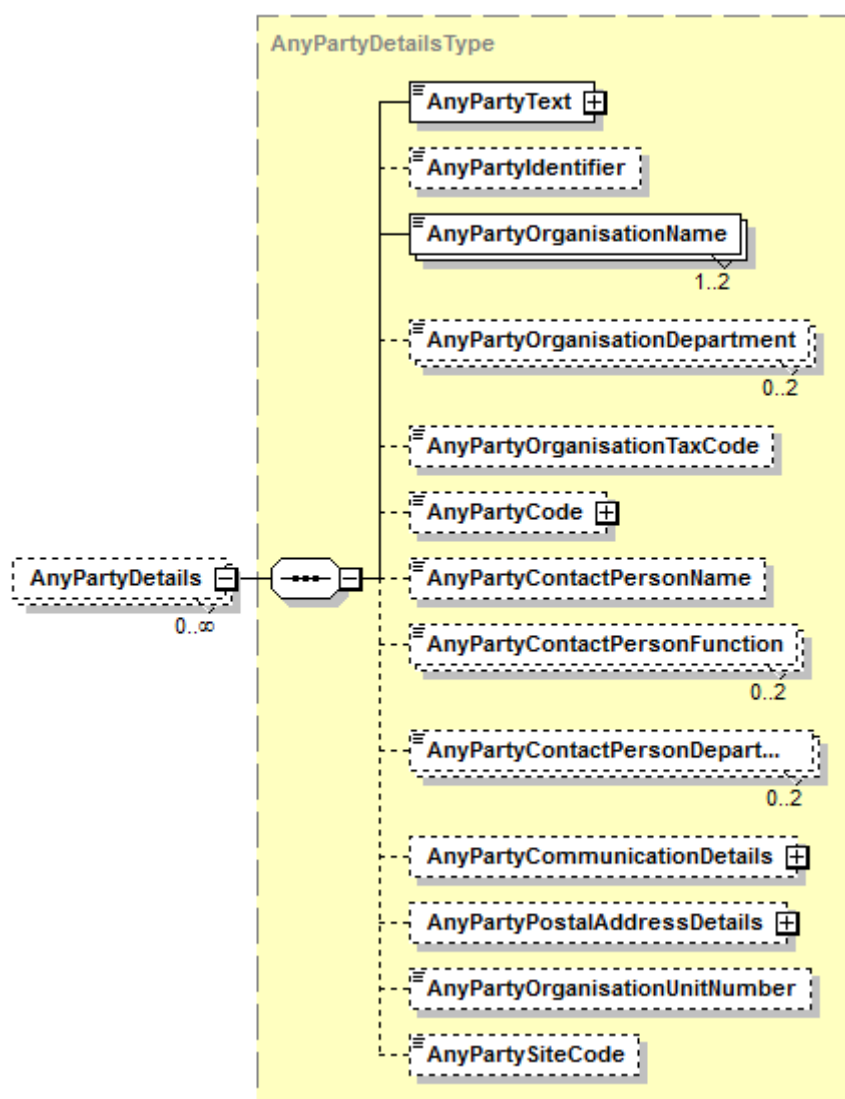 AnyPartyDetailsType
AnyPartyText
AnyPartyIdentifier
AnyPartyOrganisationName
1..2
AnyPartyOrganisationDepartment
0..2
AnyPartyOrganisationTaxCode
AnyPartyCode
AnyPartyDetails
0..∞
AnyPartyContactPersonName
AnyPartyContactPersonFunction
0..2
AnyPartyContactPersonDepart...
0..2
AnyPartyCommunicationDetails
AnyPartyPostalAddressDetails
AnyPartyOrganisationUnitNumber
AnyPartySiteCode